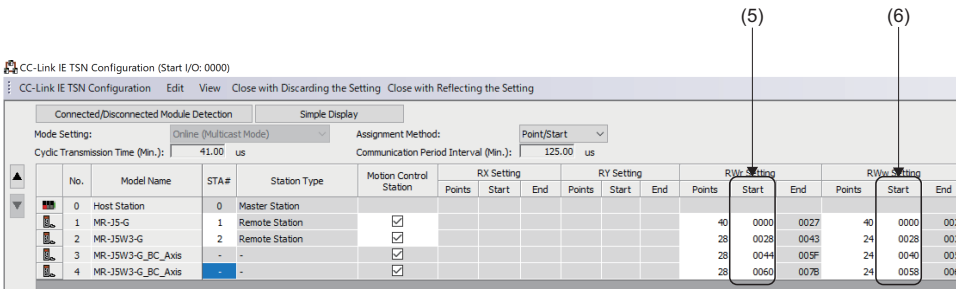 (5) (6)
CC-Link IE TSN Configuration (Start I/O: 0000)
CC-Link IE TSN Configuration Edit View Close with Discarding the Setting Close with Reflecting the Setting
Connected/Disconnected Module Detection Simple Display
Mode Setting: Online (Multicast Mode) Assignment Method: Point/Start
Cyclic Transmission Time (Min.): 41.00 us Communication Period Interval (Min.): 125.00 us
No. Model Name STA# Station Type Motion Control Station RX Setting RY Setting RWr Setting RWw Setting
Points Start End Points Start End Points Start End Points Start End
0 Host Station 0 Master Station
1 MR-J5-G 1 Remote Station 40 0000 0027 40 0000
2 MR-J5W3-G 2 Remote Station 28 0028 0043 24 0028
3 MR-J5W3-G_BC_Axis - - 28 0044 005F 24 0040
4 MR-J5W3-G_BC_Axis - - 28 0060 007B 24 0058